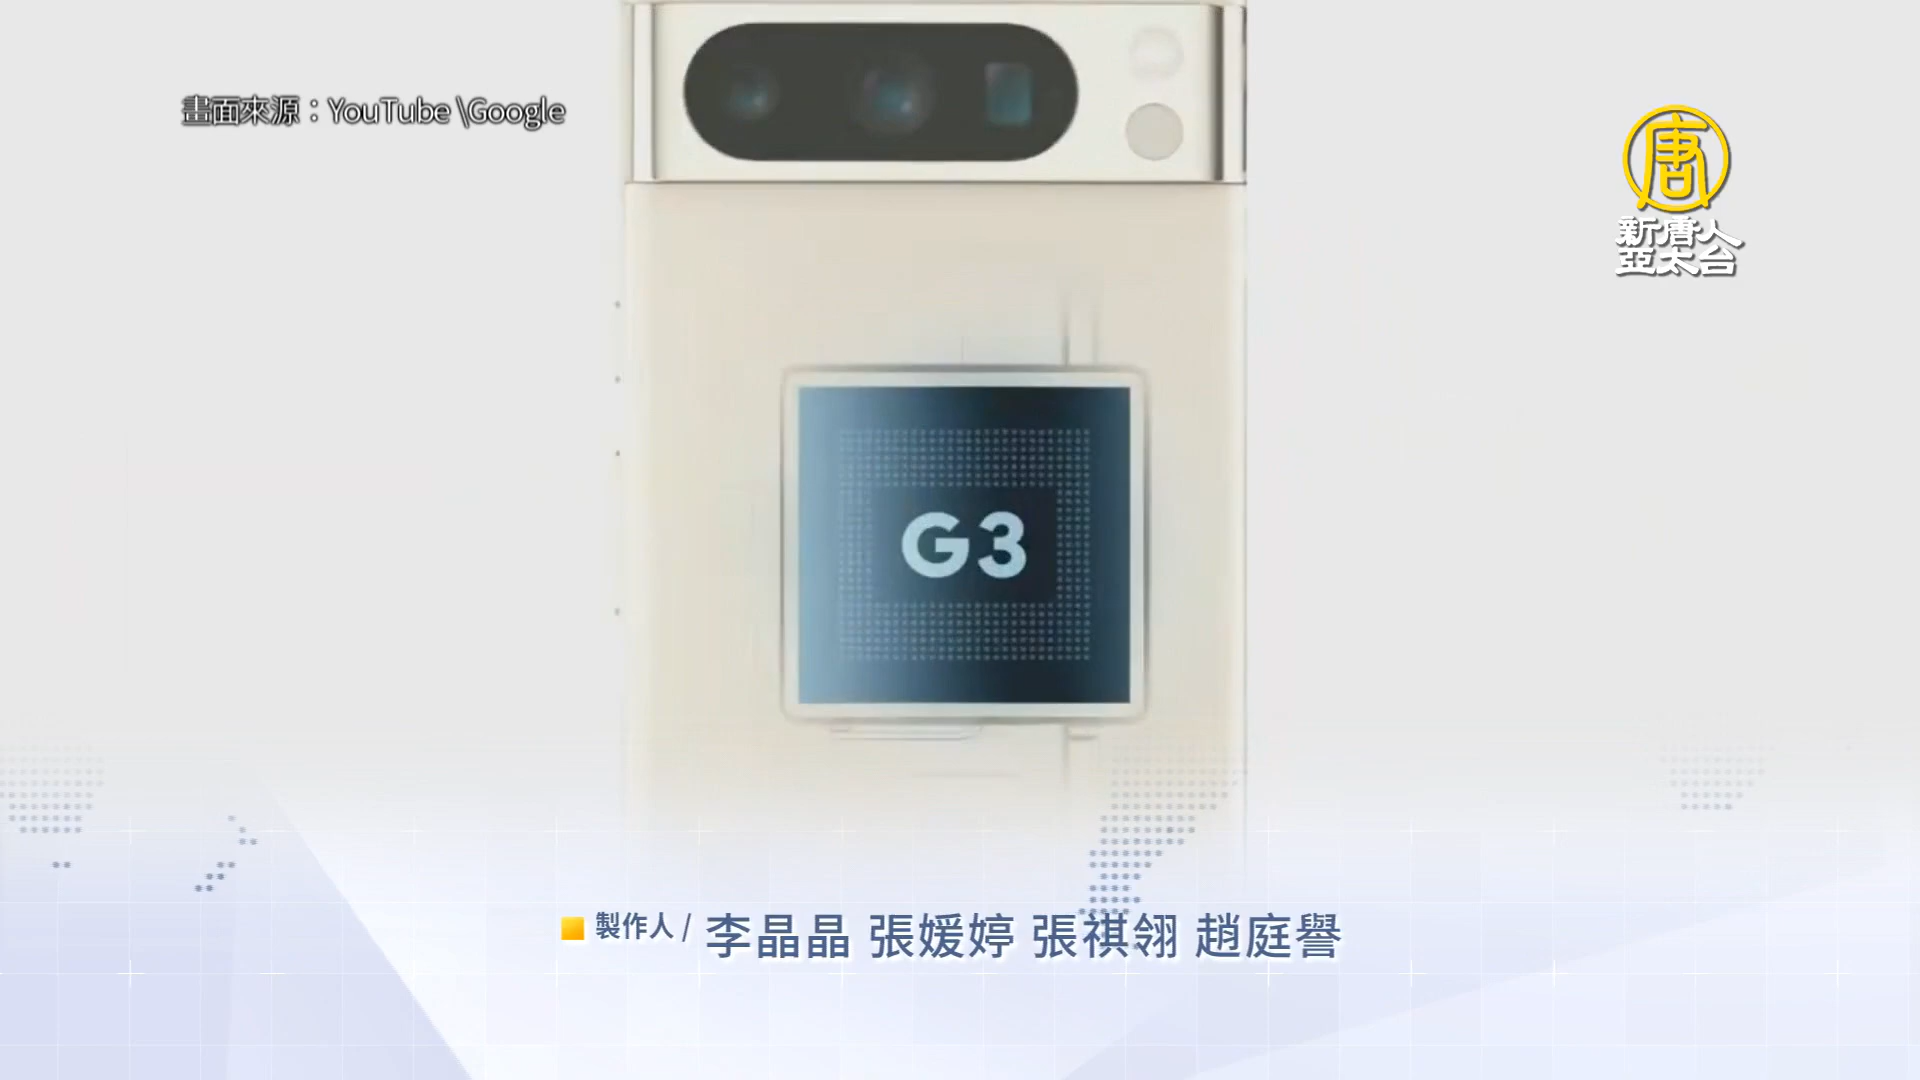 畫面來源：YouTube \Google
唐
新唐人
亞太台
G3
製作人/ 李晶晶 張媛婷 張祺翎 趙庭譽